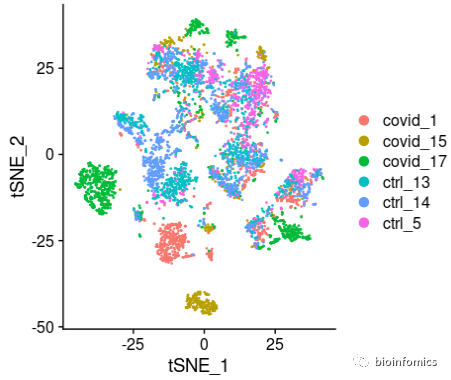 25
0
-25
-50
tSNE_2
-25
0
25
tSNE_1
covid_1
covid_15
covid_17
ctrl_13
ctrl_14
ctrl_5
bioinfomics